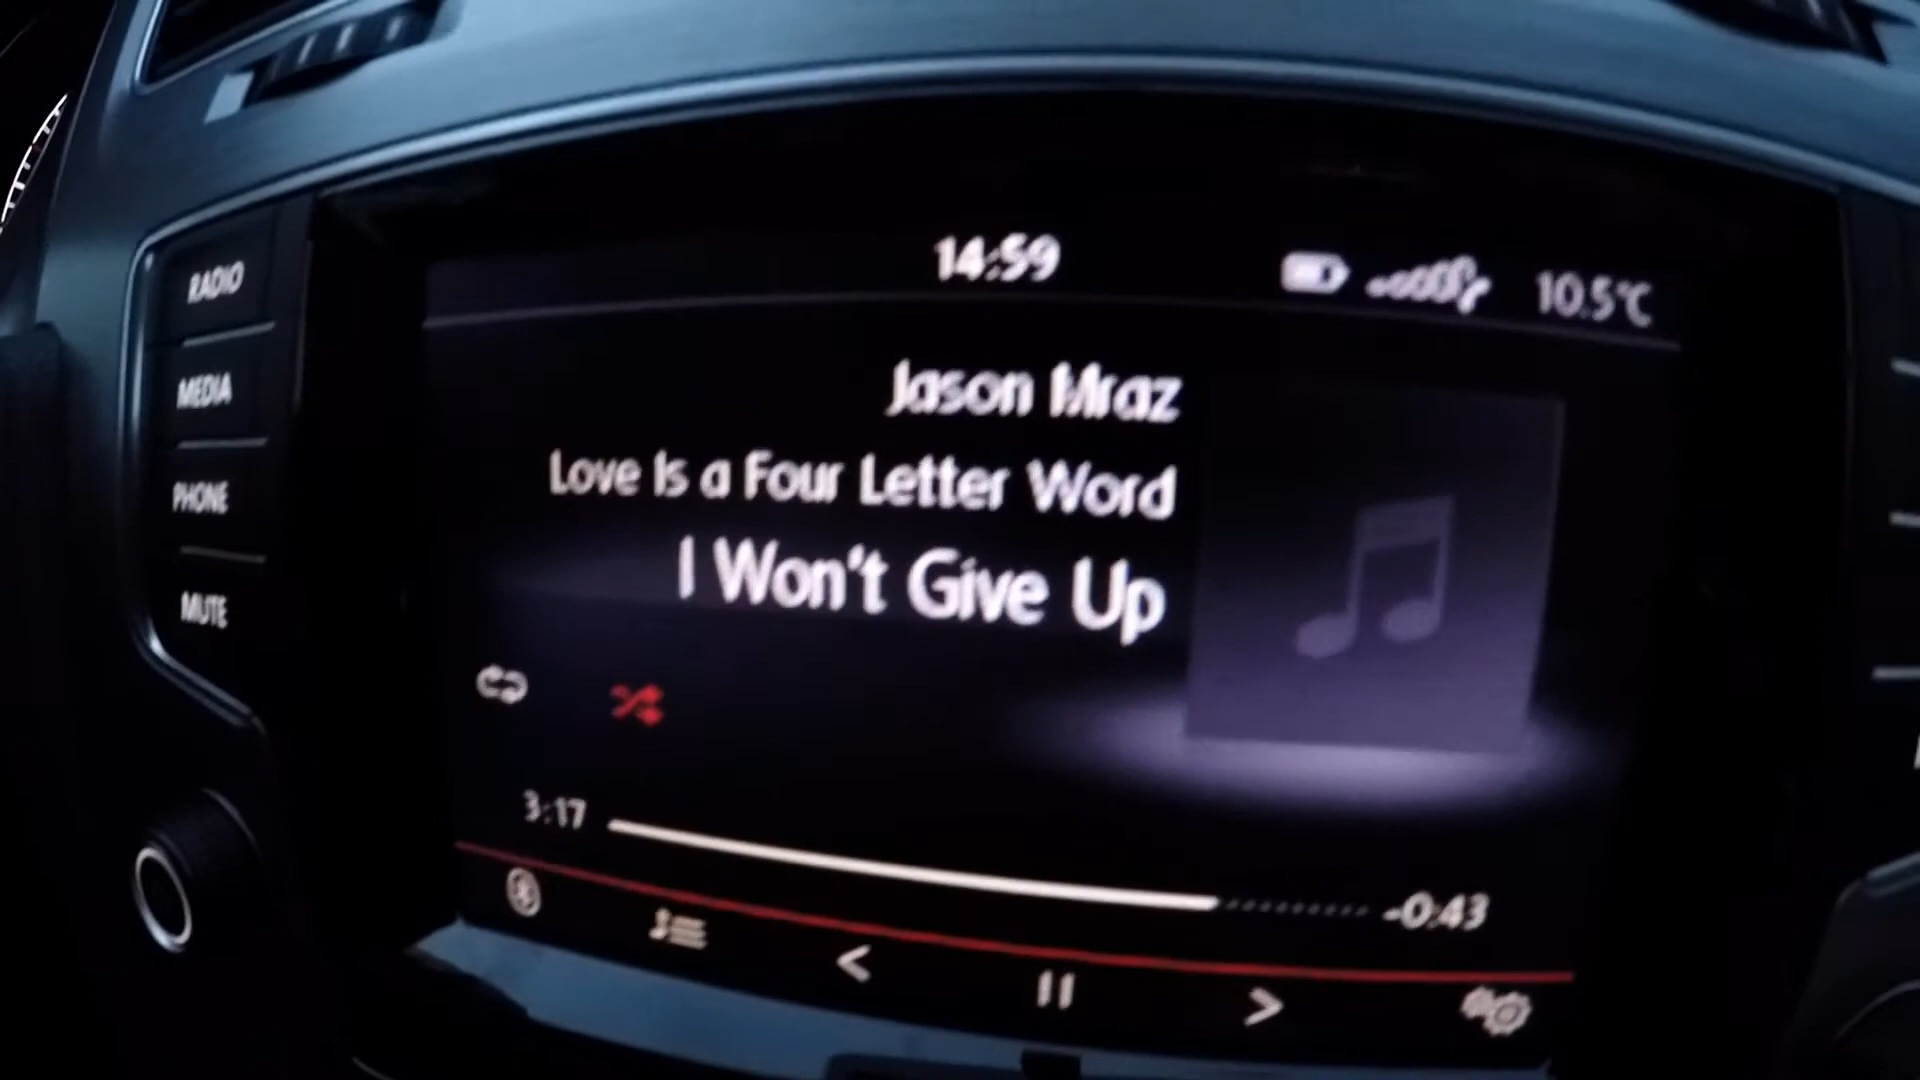 14:59
10.5°C
RADIO
MEDIA
PHONE
MUTE
Jason Mraz
Love Is a Four Letter Word
I Won't Give Up
3:17
-0:43